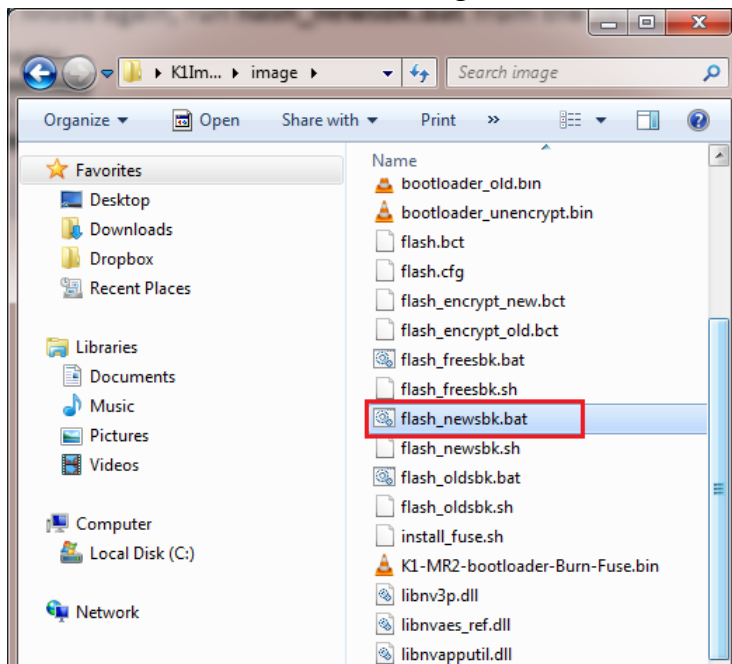 K1Im... ▸ image ▸
Search image
Organize Open Share with Print »
Favorites
Desktop
Downloads
Dropbox
Recent Places
Libraries
Documents
Music
Pictures
Videos
Computer
Local Disk (C:)
Network
Name
bootloader_old.bin
bootloader_unencrypt.bin
flash.bct
flash.cfg
flash_encrypt_new.bct
flash_encrypt_old.bct
flash_freesbk.bat
flash_freesbk.sh
flash_newsbk.bat
flash_newsbk.sh
flash_oldsbk.bat
flash_oldsbk.sh
install_fuse.sh
K1-MR2-bootloader-Burn-Fuse.bin
libnv3p.dll
libnvaes_ref.dll
libnvapputil.dll